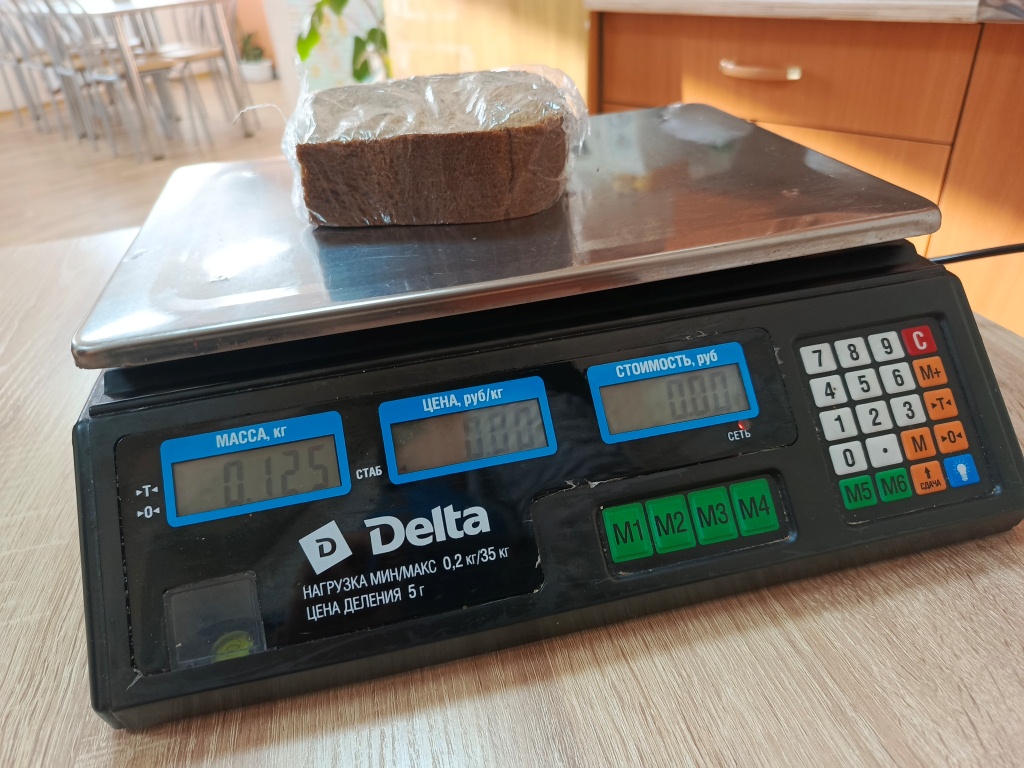 МАССА, кг
0.125
ЦЕНА, руб/кг
0.00
СТОИМОСТЬ, руб
0.00
►T◄
►0◄
СТАБ
СЕТЬ
D Delta
НАГРУЗКА МИН/МАКС 0,2 кг/35 кг
ЦЕНА ДЕЛЕНИЯ 5 г
M1 M2 M3 M4
7 8 9 C
4 5 6 M+
1 2 3 ►T◄
0 . M ►0◄
M5 M6 СДАЧА